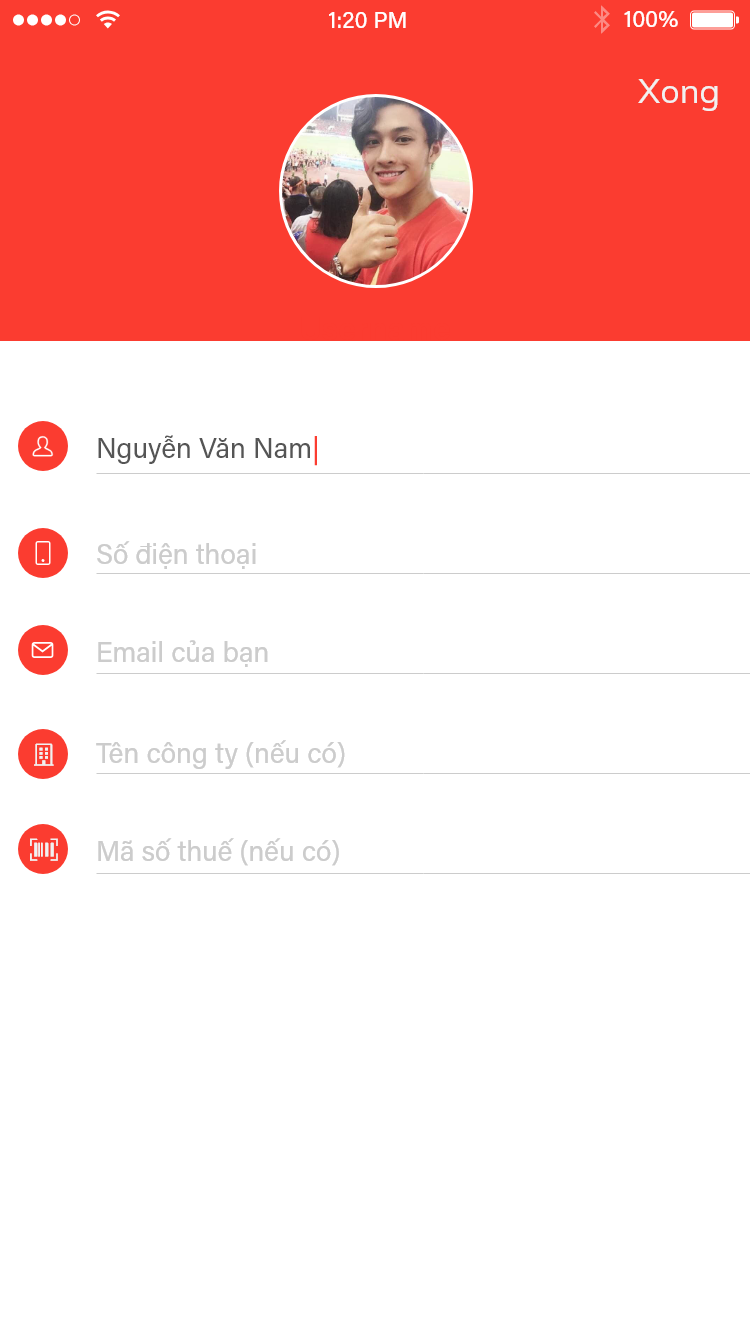 1:20 PM 100%
Xong
Nguyễn Văn Nam
Số điện thoại
Email của bạn
Tên công ty (nếu có)
Mã số thuế (nếu có)